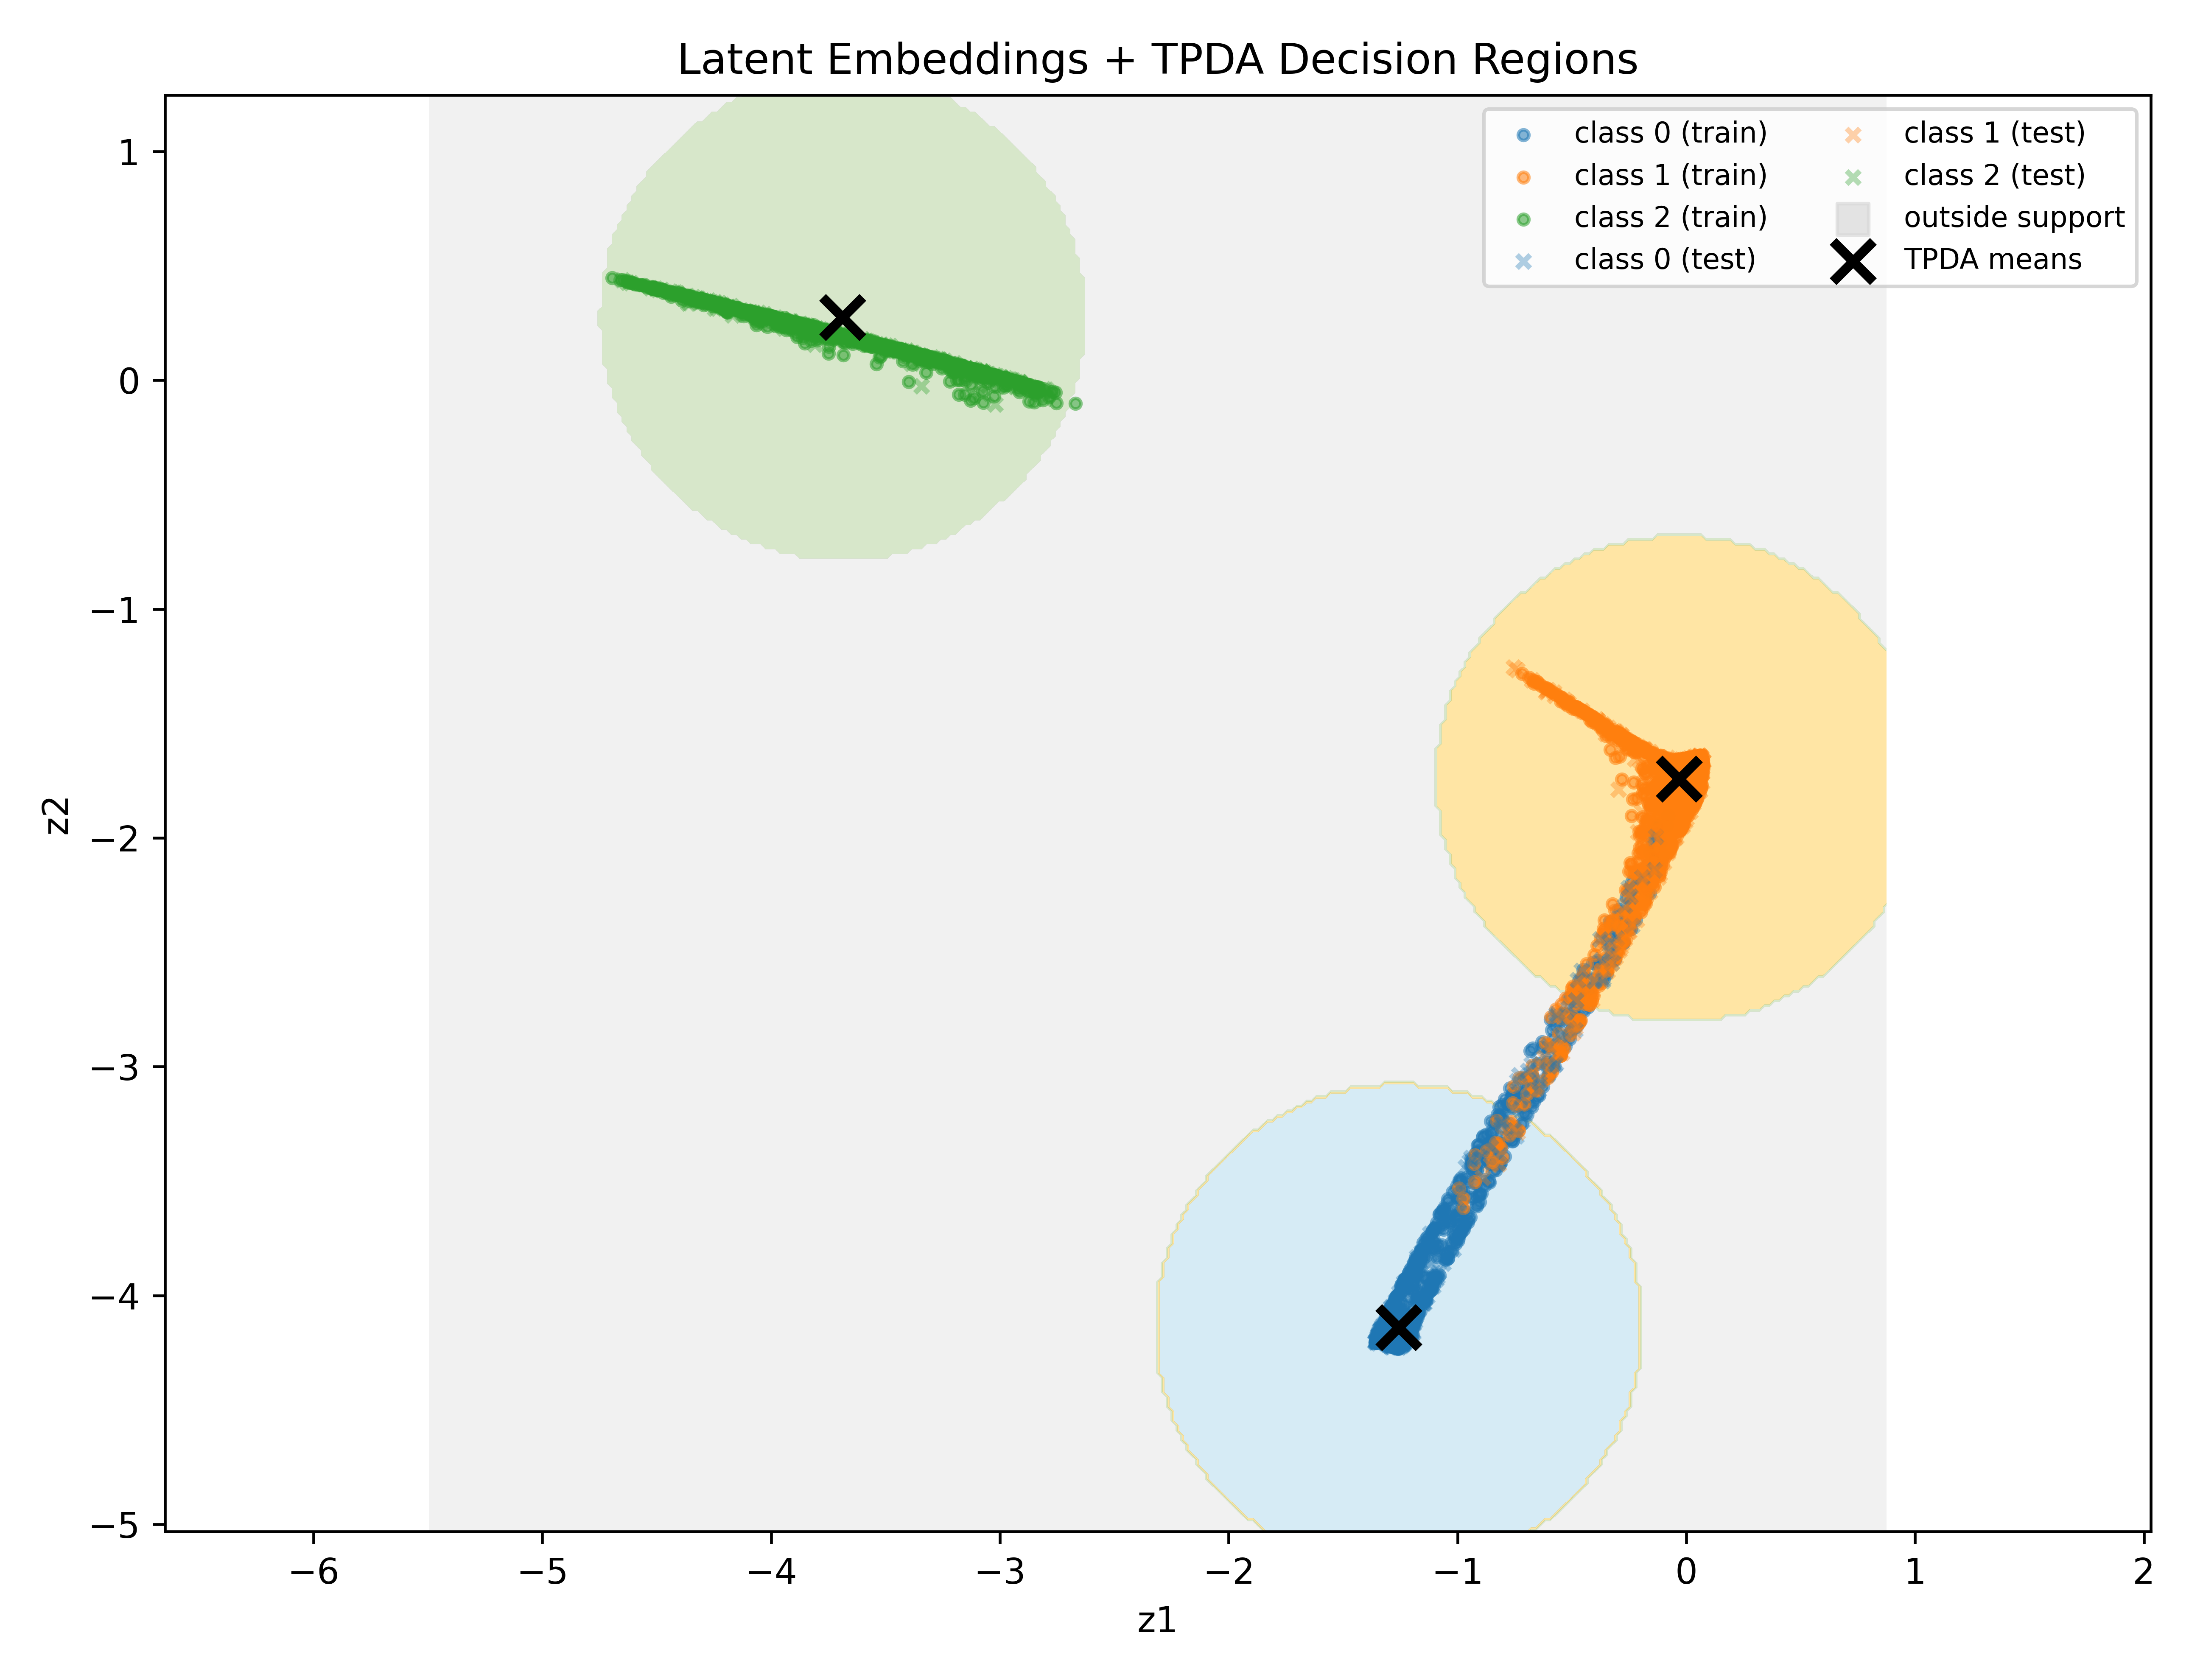 Latent Embeddings + TPDA Decision Regions
class 0 (train)
class 1 (train)
class 2 (train)
class 0 (test)
class 1 (test)
class 2 (test)
outside support
TPDA means
1
0
−1
−2
−3
−4
−5
z2
−6
−5
−4
−3
−2
−1
0
1
2
z1